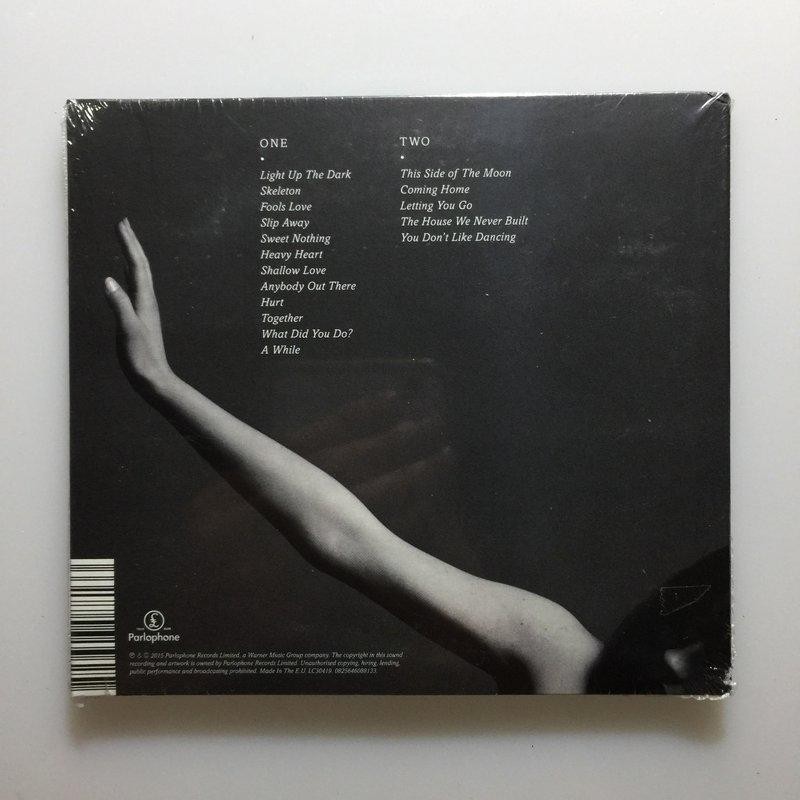 ONE
Light Up The Dark
Skeleton
Fools Love
Slip Away
Sweet Nothing
Heavy Heart
Shallow Love
Anybody Out There
Hurt
Together
What Did You Do?
A While
TWO
This Side of The Moon
Coming Home
Letting You Go
The House We Never Built
You Don't Like Dancing
£
Parlophone
℗ & © 2015 Parlophone Records Limited, a Warner Music Group company. The copyright in this sound
recording and artwork is owned by Parlophone Records Limited. Unauthorised copying, hiring, lending,
public performance and broadcasting prohibited. Made In The E.U. LC30419. 0825646089123.